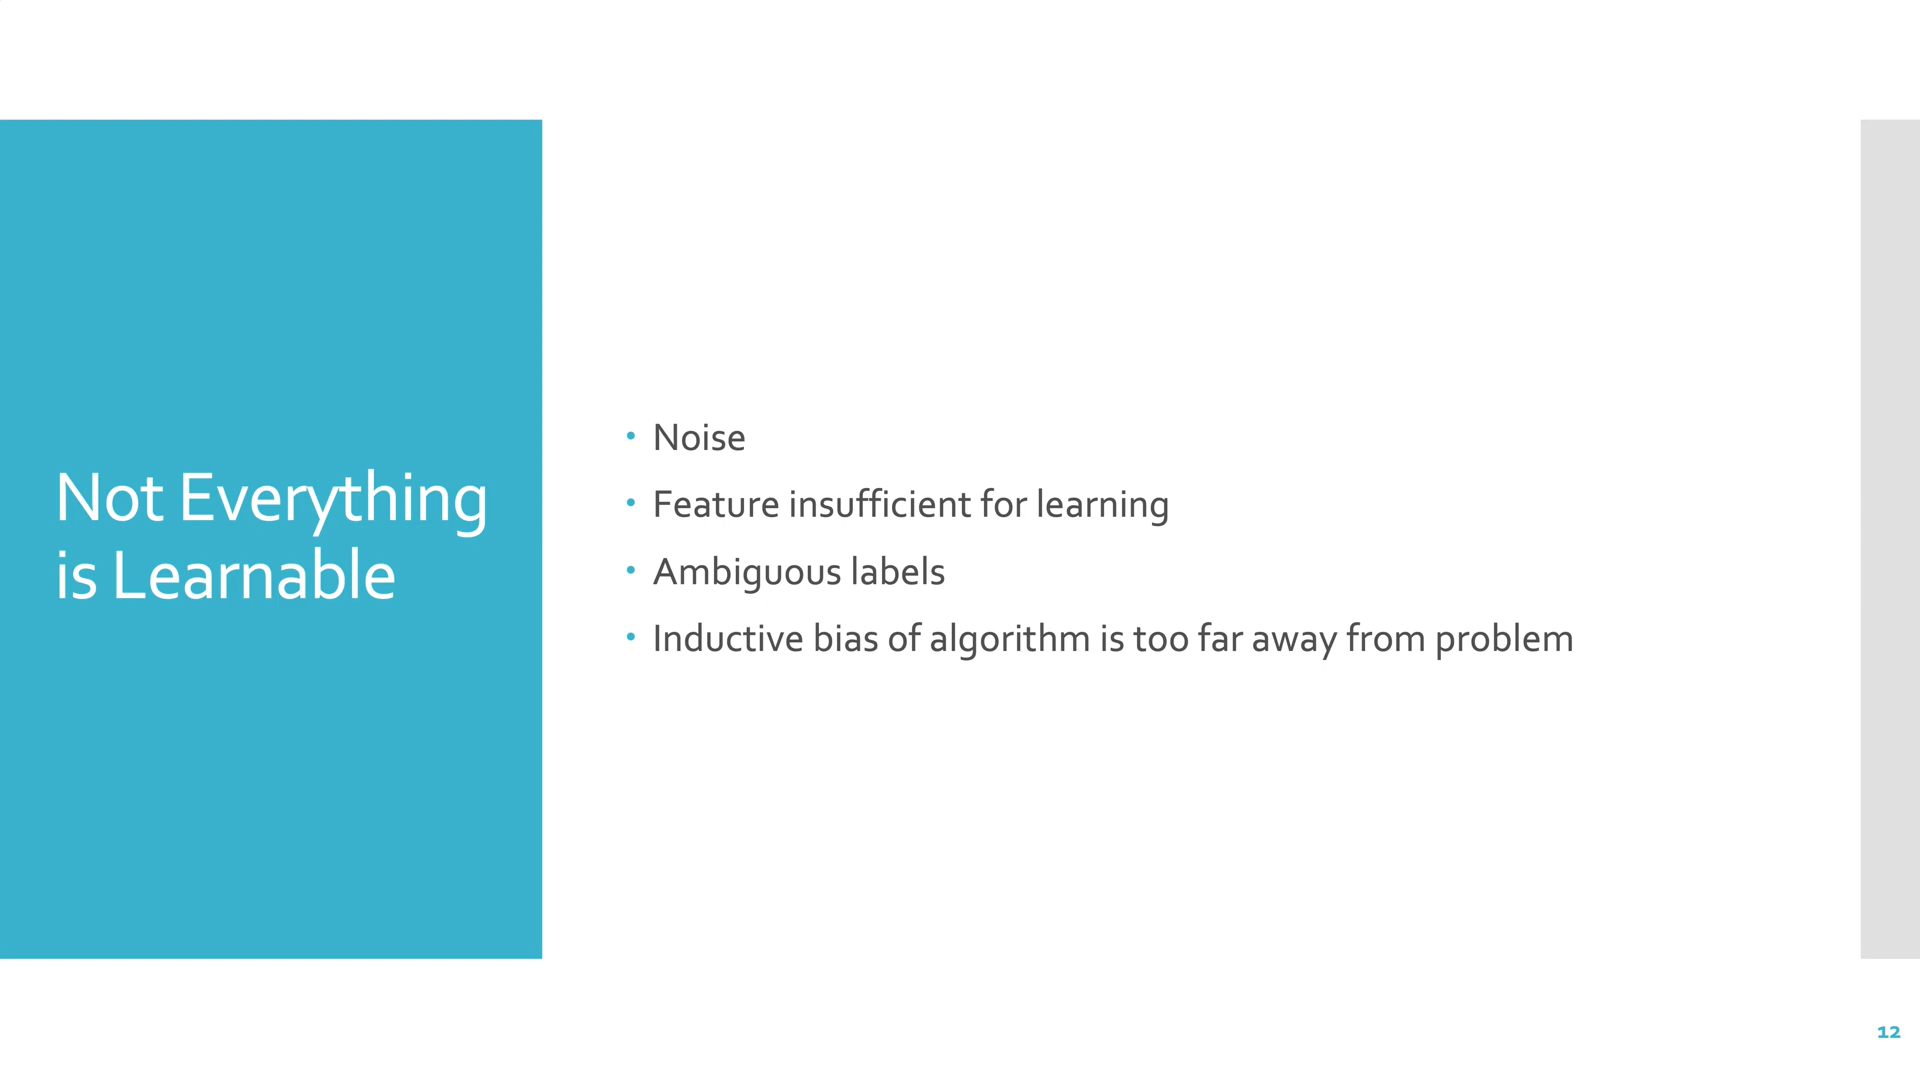 Not Everything
is Learnable
• Noise
• Feature insufficient for learning
• Ambiguous labels
• Inductive bias of algorithm is too far away from problem
12